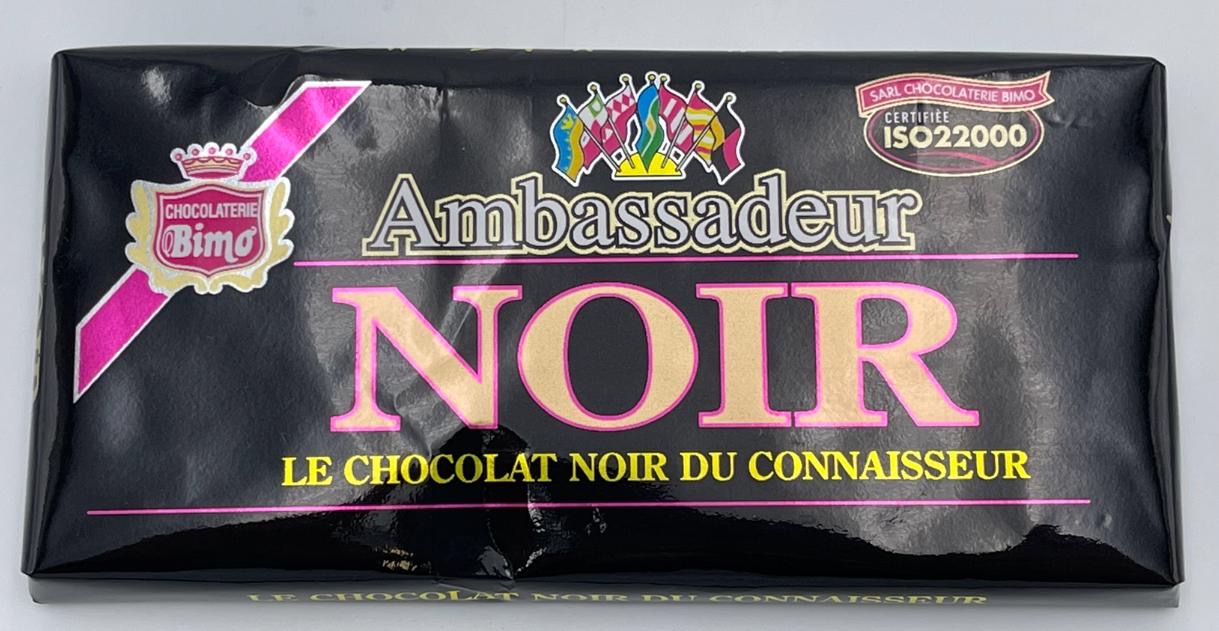 SARL CHOCOLATERIE BIMO
CERTIFIÉE
ISO22000
CHOCOLATERIE
Bimo
Ambassadeur
NOIR
LE CHOCOLAT NOIR DU CONNAISSEUR
LE CHOCOLAT NOIR DU CONNAISSEUR